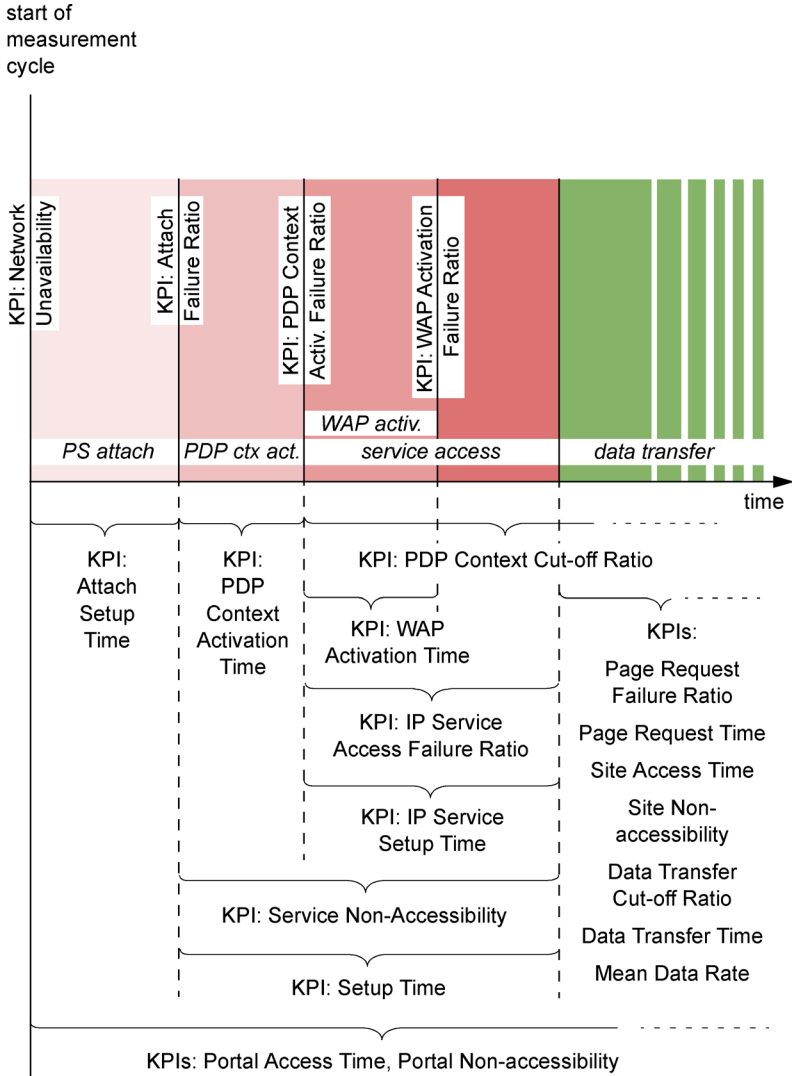 start of
measurement
cycle
KPI: Network
Unavailability
KPI: Attach
Failure Ratio
KPI: PDP Context
Activ. Failure Ratio
KPI: WAP Activation
Failure Ratio
WAP activ.
PS attach
PDP ctx act.
service access
data transfer
time
KPI:
Attach
Setup
Time
KPI:
PDP
Context
Activation
Time
KPI: PDP Context Cut-off Ratio
KPI: WAP
Activation Time
KPI: IP Service
Access Failure Ratio
KPI: IP Service
Setup Time
KPI: Service Non-Accessibility
KPI: Setup Time
KPIs:
Page Request
Failure Ratio
Page Request Time
Site Access Time
Site Non-
accessibility
Data Transfer
Cut-off Ratio
Data Transfer Time
Mean Data Rate
KPIs: Portal Access Time, Portal Non-accessibility